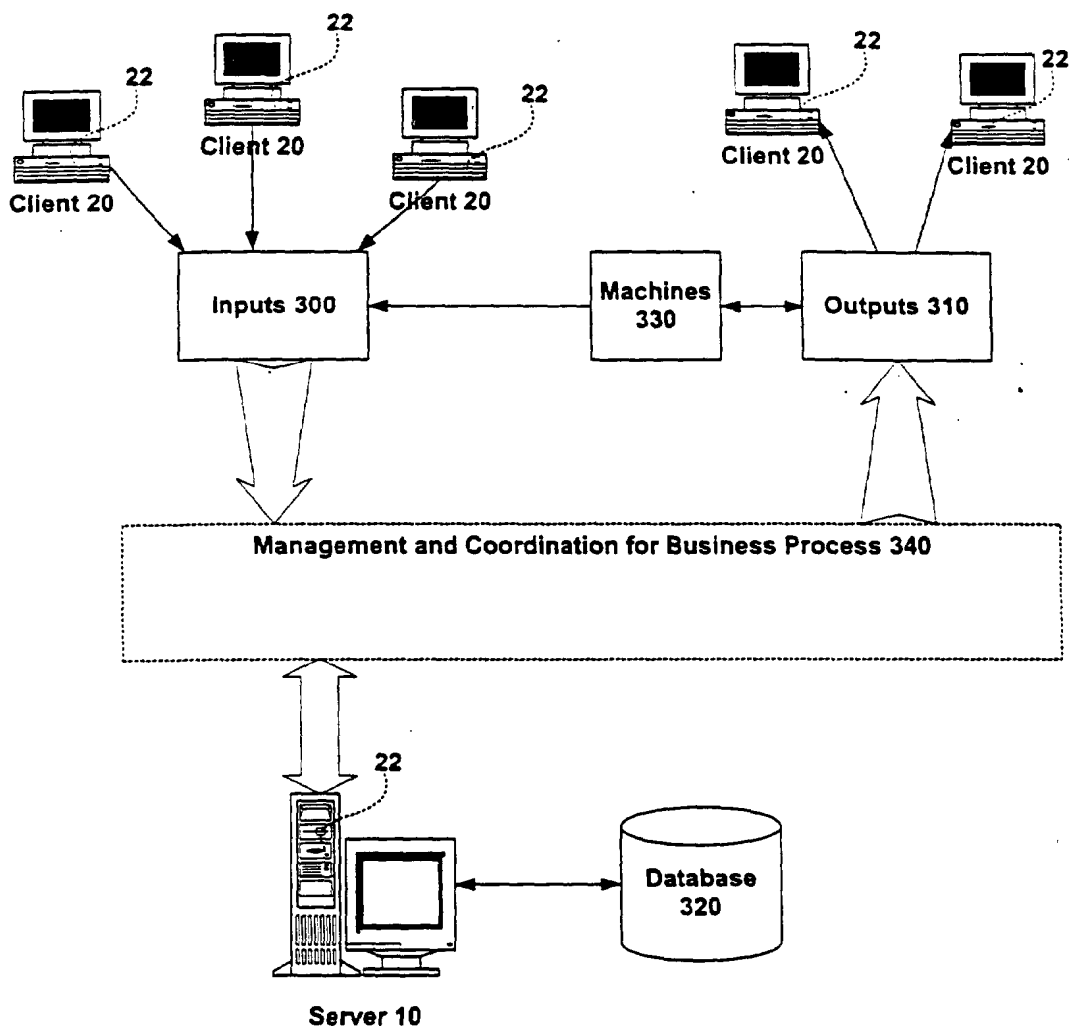 22
22
22
22
22
Client 20
Client 20
Client 20
Client 20
Client 20
Inputs 300
Machines
330
Outputs 310
Management and Coordination for Business Process 340
22
Database
320
Server 10